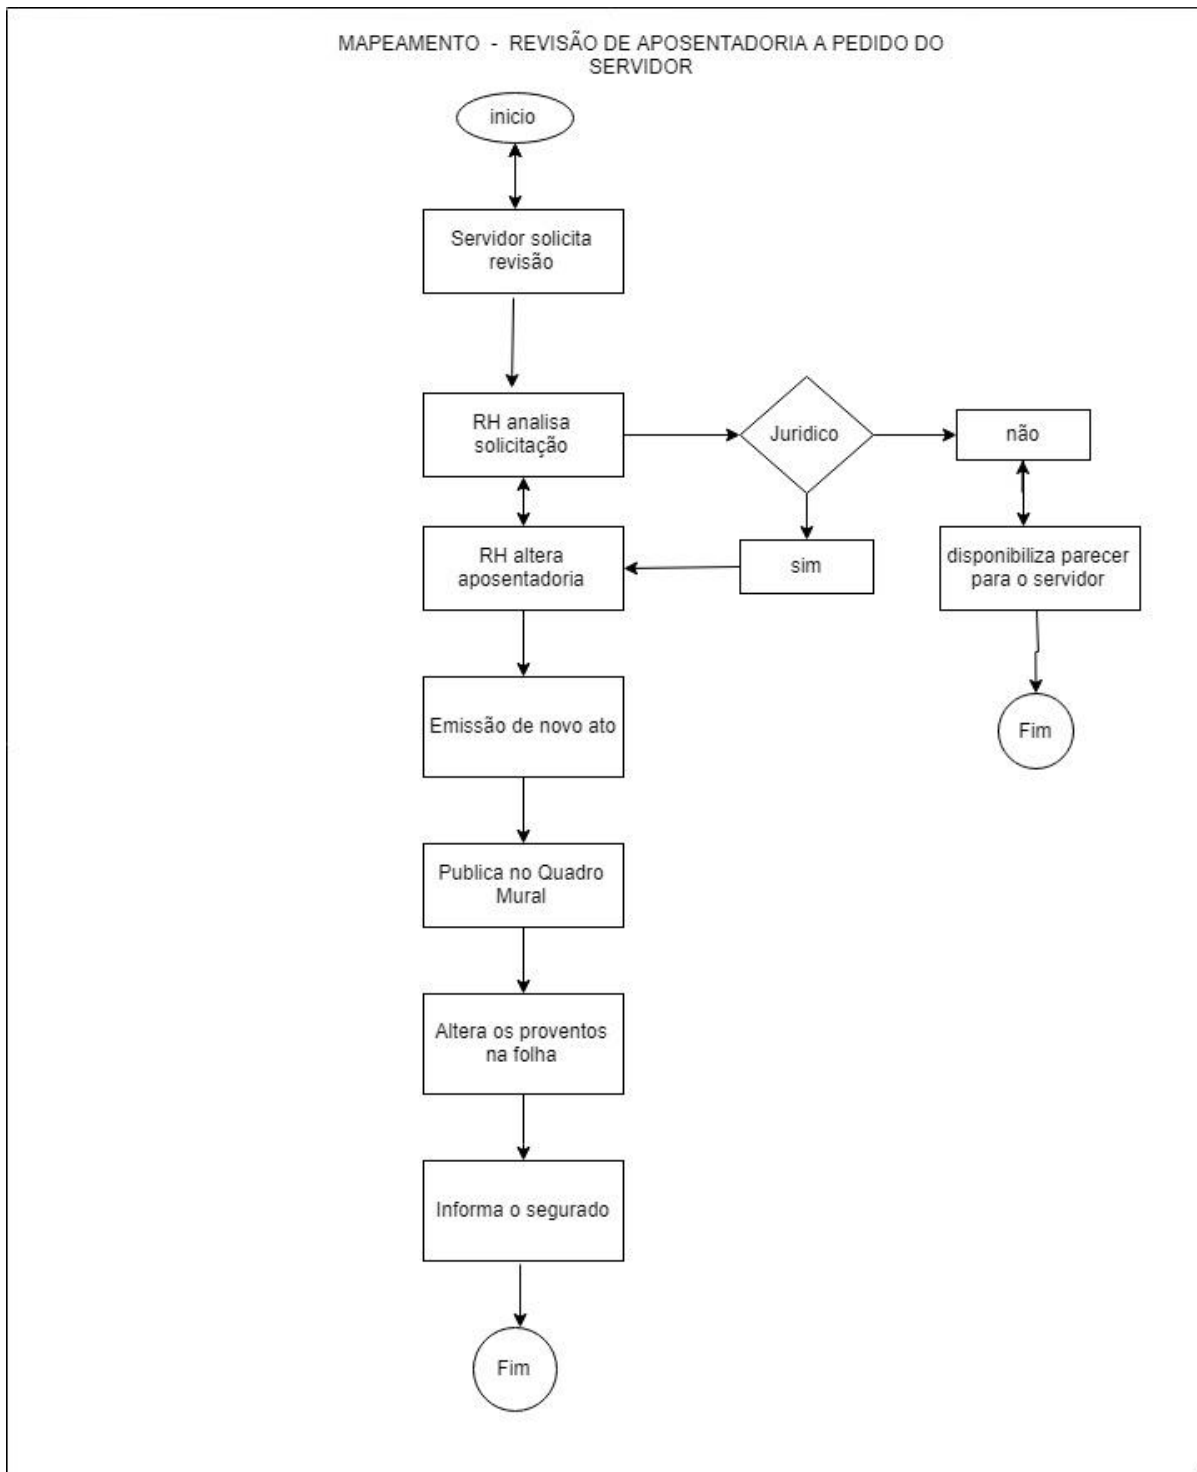 MAPEAMENTO - REVISÃO DE APOSENTADORIA A PEDIDO DO
SERVIDOR
inicio
Servidor solicita
revisão
RH analisa
solicitação
Juridico
não
RH altera
aposentadoria
sim
disponibiliza parecer
para o servidor
Emissão de novo ato
Fim
Publica no Quadro
Mural
Altera os proventos
na folha
Informa o segurado
Fim